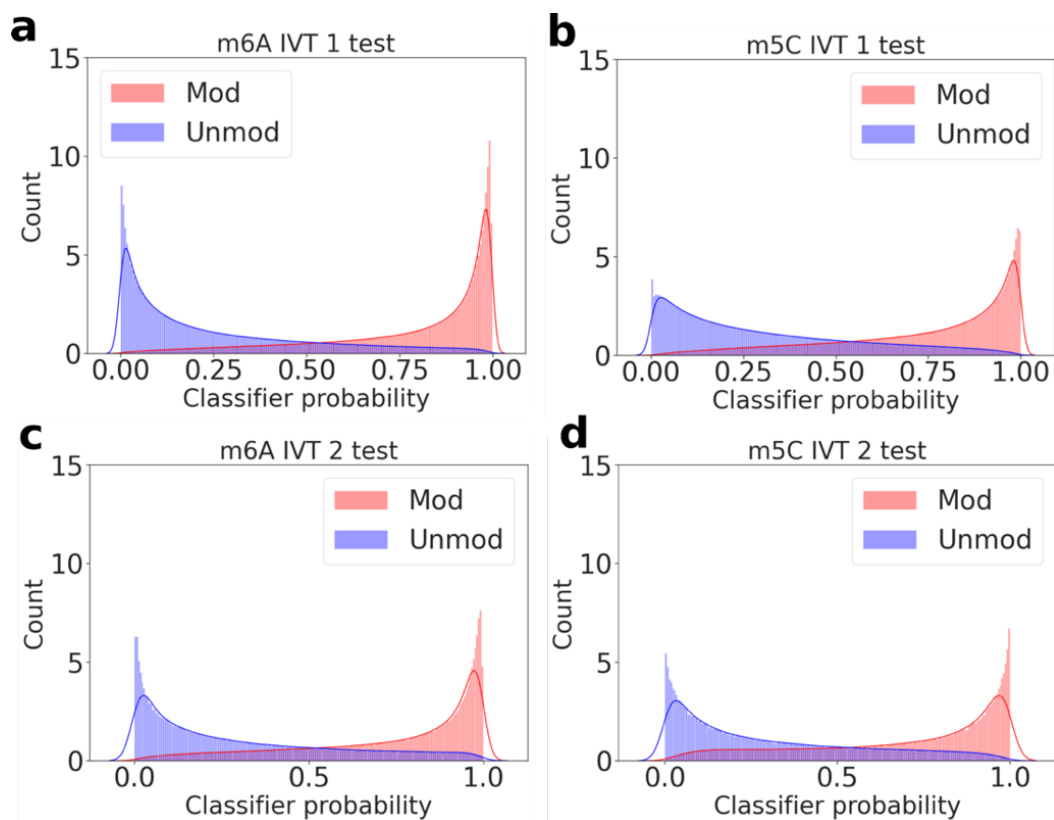 a
m6A IVT 1 test
15
10
5
0
Count
Mod
Unmod
0.00 0.25 0.50 0.75 1.00
Classifier probability
b
m5C IVT 1 test
15
10
5
0
Count
Mod
Unmod
0.00 0.25 0.50 0.75 1.00
Classifier probability
c
m6A IVT 2 test
15
10
5
0
Count
Mod
Unmod
0.0 0.5 1.0
Classifier probability
d
m5C IVT 2 test
15
10
5
0
Count
Mod
Unmod
0.0 0.5 1.0
Classifier probability